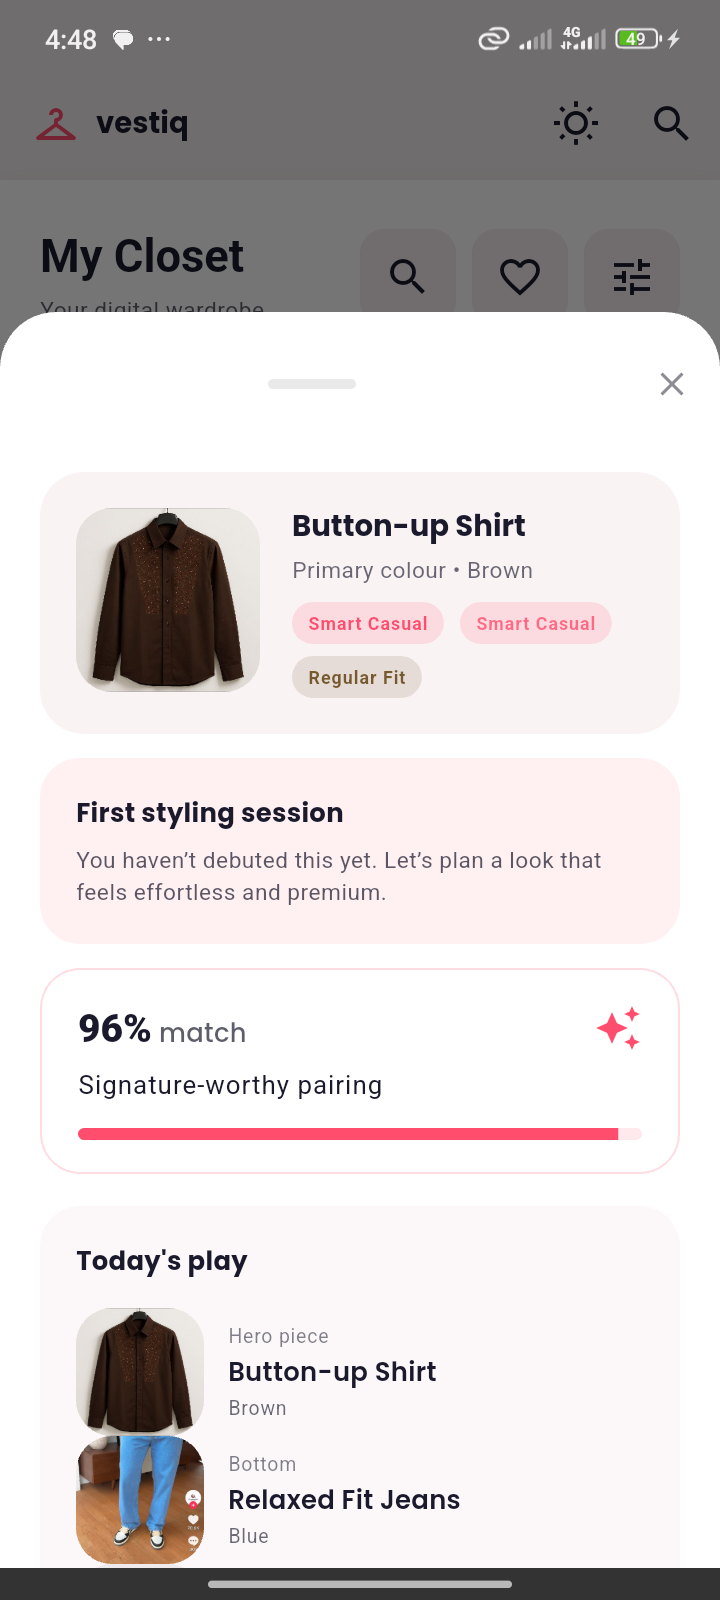 4:48
4G
49
vestiq
My Closet
Your digital wardrobe
Button-up Shirt
Primary colour • Brown
Smart Casual
Smart Casual
Regular Fit
First styling session
You haven’t debuted this yet. Let’s plan a look that
feels effortless and premium.
96% match
Signature-worthy pairing
Today's play
Hero piece
Button-up Shirt
Brown
Bottom
Relaxed Fit Jeans
Blue